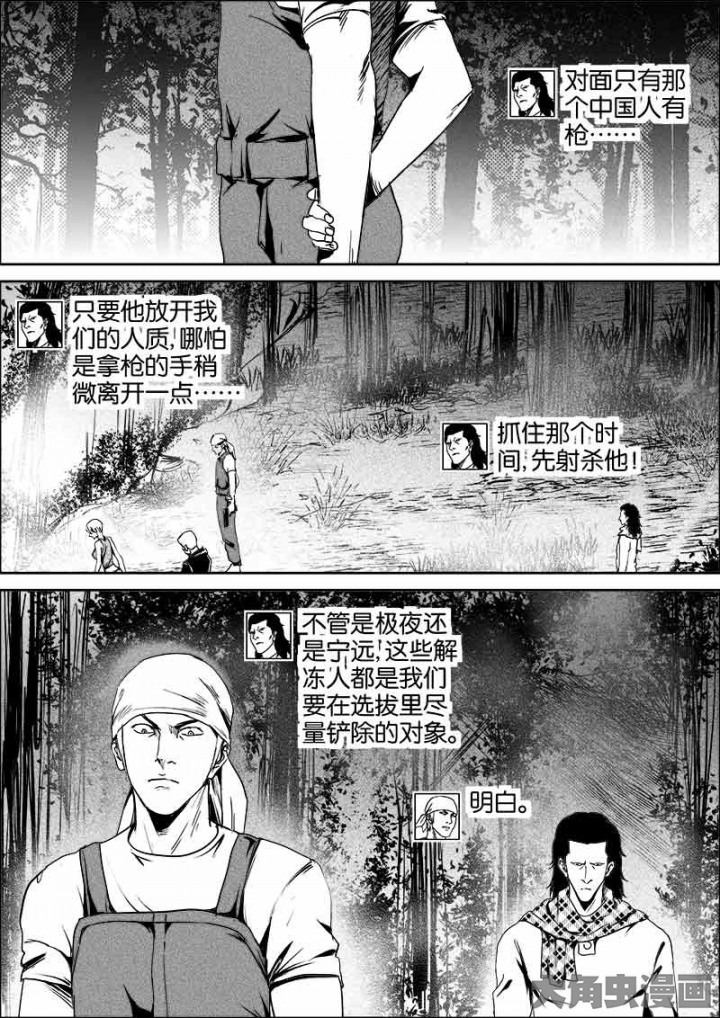 对面只有那
个中国人有
枪……
只要他放开我
们的人质,哪怕
是拿枪的手稍
微离开一点……
抓住那个时
间,先射杀他!
不管是极夜还
是宁远,这些解
冻人都是我们
要在选拔里尽
量铲除的对象。
明白。
大角虫漫画